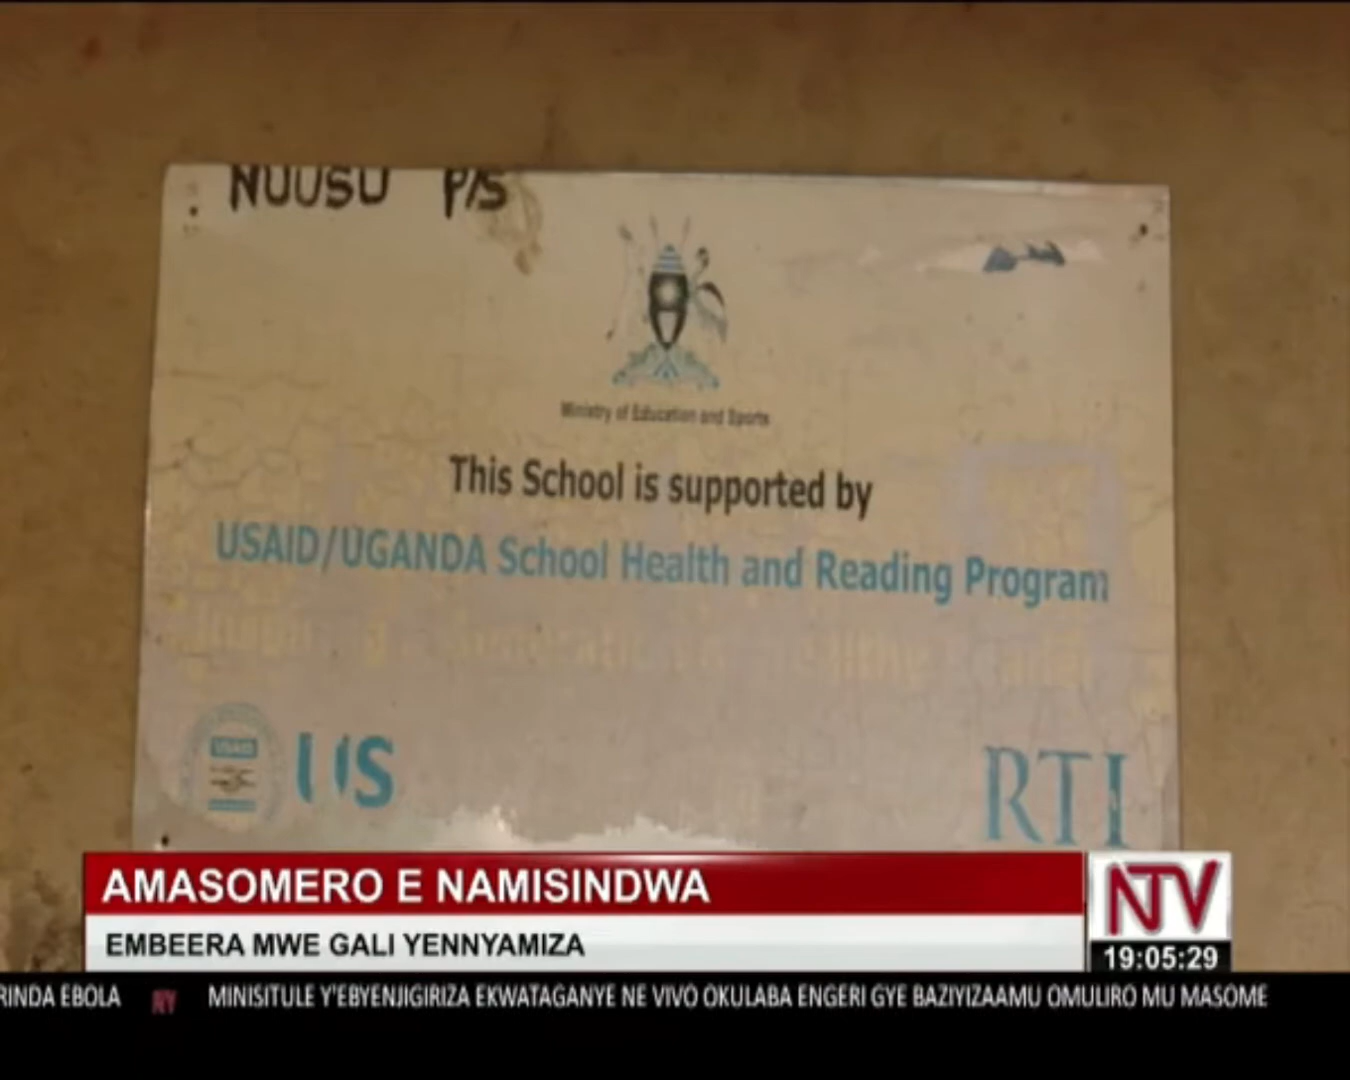 NUUSU P/S
Ministry of Education and Sports
This School is supported by
USAID/UGANDA School Health and Reading Program
USAID
RTI
AMASOMERO E NAMISINDWA
EMBEERA MWE GALI YENNYAMIZA
NTV
19:05:29
RINDA EBOLA
MINISITULE Y'EBYENJIGIRIZA EKWATAGANYE NE VIVO OKULABA ENGERI GYE BAZIYIZAAMU OMULIRO MU MASOME